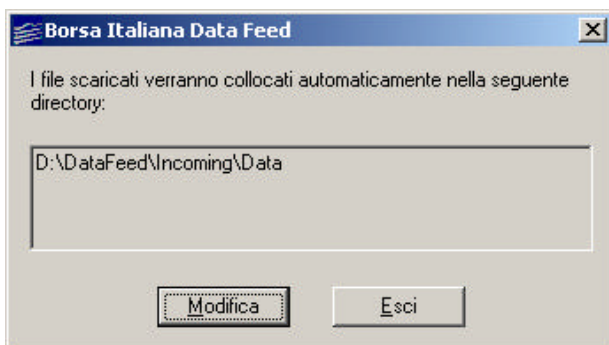 Borsa Italiana Data Feed
I file scaricati verranno collocati automaticamente nella seguente
directory:
D:\DataFeed\Incoming\Data
Modifica
Esci